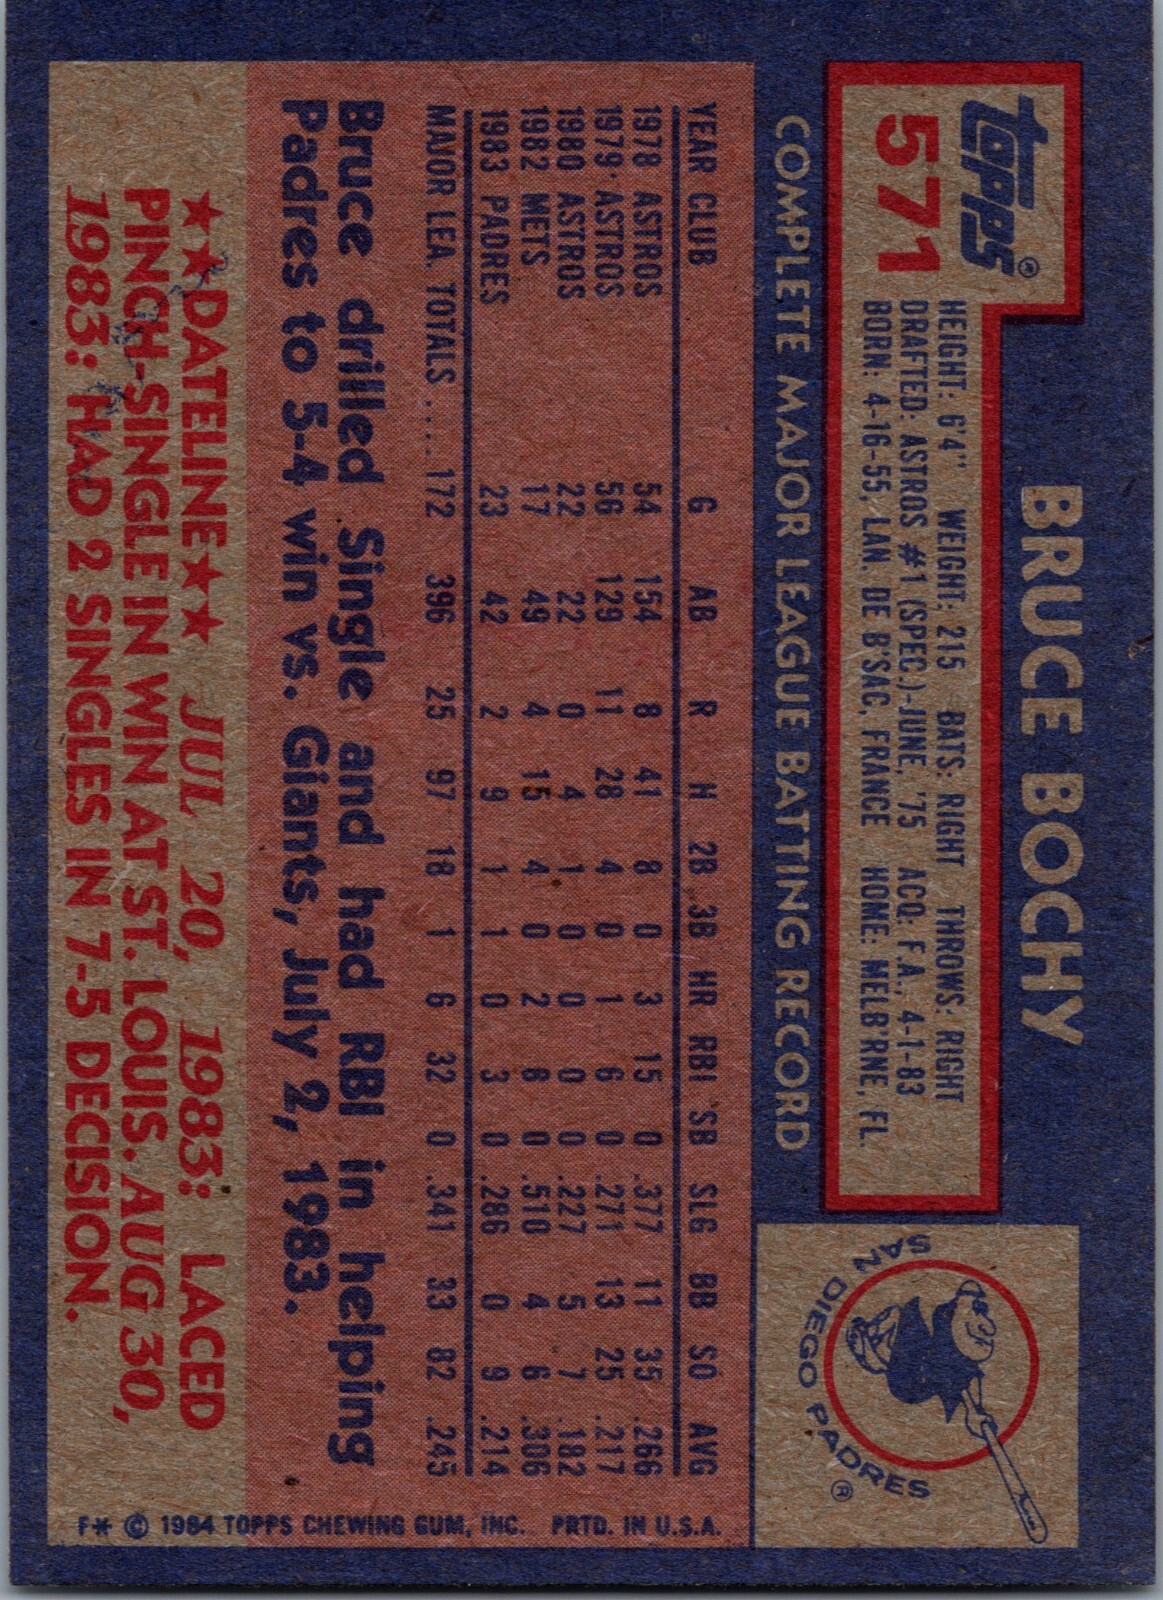 topps®
571
BRUCE BOCHY
HEIGHT: 6'4" WEIGHT: 215 BATS: RIGHT THROWS: RIGHT
DRAFTED: ASTROS #1 (SPEC.)-JUNE, '75 ACQ: F.A., 4-1-83
BORN: 4-16-55, LAN. DE B'SAC, FRANCE HOME: MELB'RNE, FL.
COMPLETE MAJOR LEAGUE BATTING RECORD
SAN DIEGO PADRES ®
YEAR CLUB G AB R H 2B 3B HR RBI SB SLG BB SO AVG
1978 ASTROS 54 154 8 41 8 0 3 15 0 .377 11 35 .266
1979 ASTROS 56 129 11 28 4 0 1 6 0 .271 13 25 .217
1980 ASTROS 22 22 0 4 1 0 0 0 0 .227 5 7 .182
1982 METS 17 49 4 15 4 0 2 8 0 .510 4 6 .306
1983 PADRES 23 42 2 9 1 1 0 3 0 .286 0 9 .214
MAJOR LEA. TOTALS .... 172 396 25 97 18 1 6 32 0 .341 33 82 .245
Bruce drilled Single and had RBI in helping
Padres to 5-4 win vs. Giants, July 2, 1983.
★★DATELINE★★ JUL 20, 1983: LACED
PINCH-SINGLE IN WIN AT ST. LOUIS. AUG 30,
1983: HAD 2 SINGLES IN 7-5 DECISION.
F* © 1984 TOPPS CHEWING GUM, INC. PRTD. IN U.S.A.